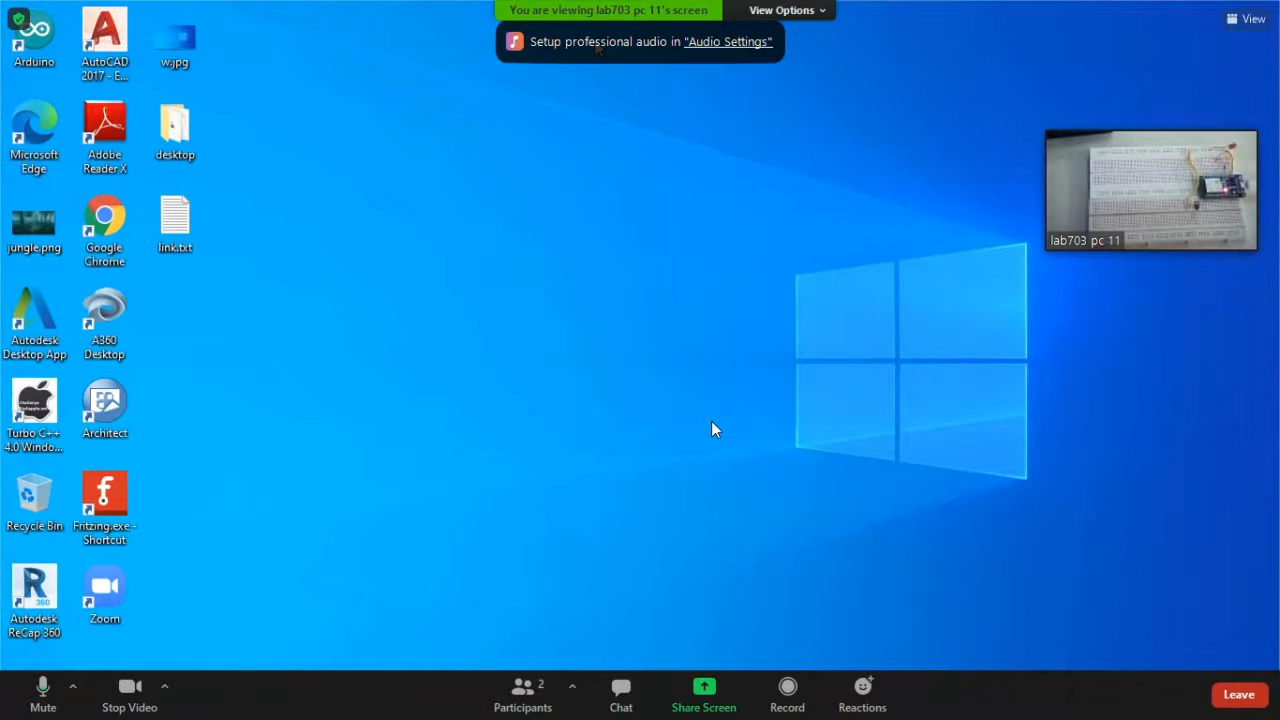 You are viewing lab703 pc 11's screen
View Options
View
Setup professional audio in "Audio Settings"
Arduino
AutoCAD
2017 - E...
w.jpg
Microsoft
Edge
Adobe
Reader X
desktop
jungle.png
Google
Chrome
link.txt
lab703 pc 11
Autodesk
Desktop App
A360
Desktop
Turbo C++
4.0 Windo...
Architect
Recycle Bin
Fritzing.exe -
Shortcut
360
Autodesk
ReCap 360
Zoom
Mute
Stop Video
Participants
2
Chat
Share Screen
Record
Reactions
Leave